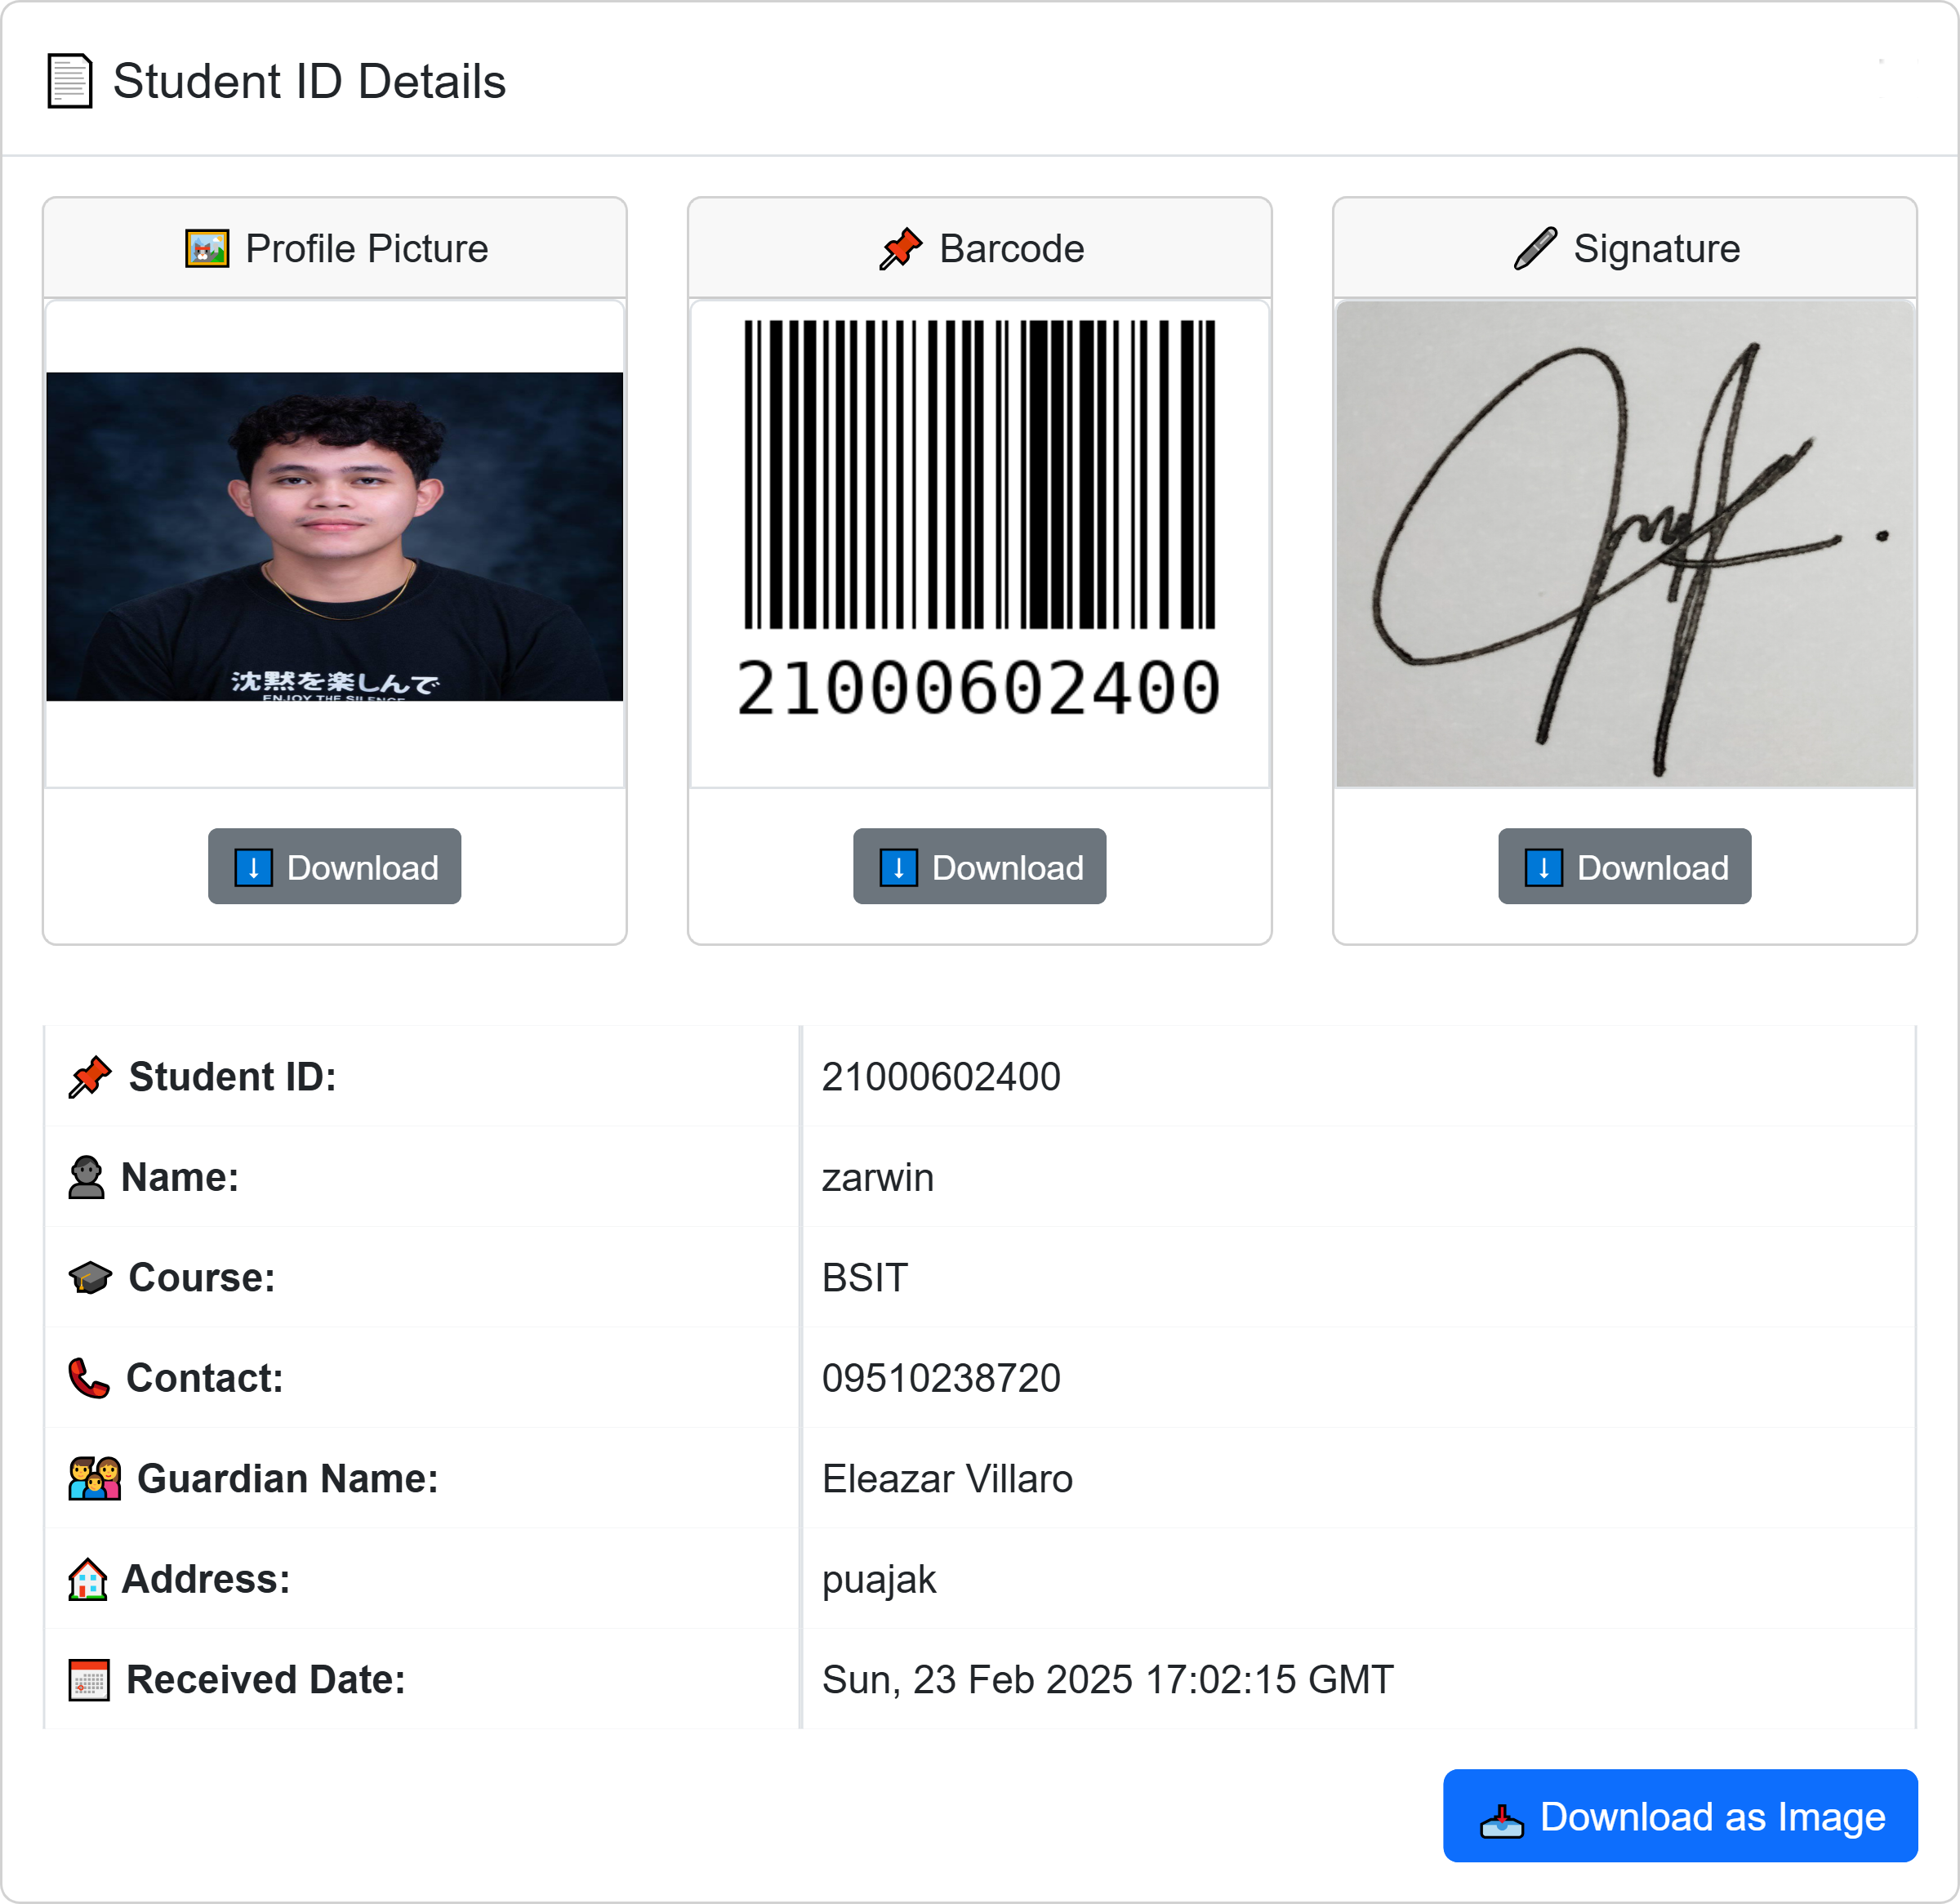 Student ID Details
Profile Picture
Barcode
Signature
沈黙を楽しんで
ENJOY THE SILENCE
21000602400
Download
Download
Download
Student ID: 21000602400
Name: zarwin
Course: BSIT
Contact: 09510238720
Guardian Name: Eleazar Villaro
Address: puajak
Received Date: Sun, 23 Feb 2025 17:02:15 GMT
Download as Image